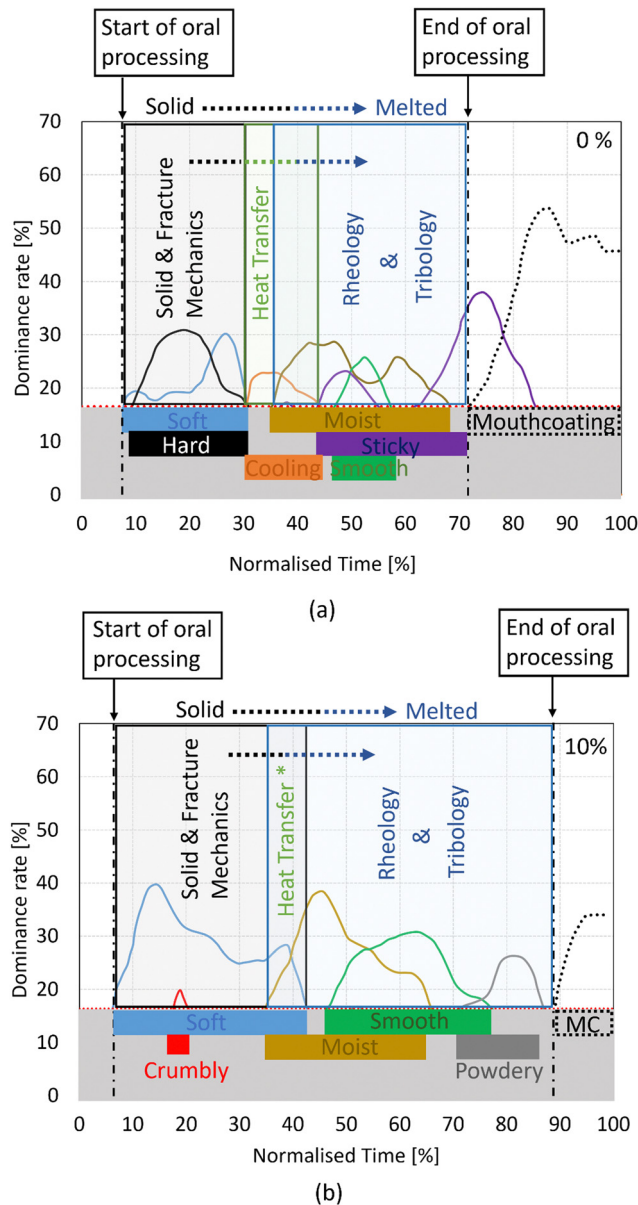 Start of oral
processing
End of oral
processing
Solid
Melted
0 %
Dominance rate [%]
70
60
50
40
30
20
10
0
Solid & Fracture
Mechanics
Heat Transfer
Rheology
&
Tribology
Soft
Moist
Mouthcoating
Hard
Sticky
Cooling
Smooth
0 10 20 30 40 50 60 70 80 90 100
Normalised Time [%]
(a)
Start of oral
processing
End of oral
processing
Solid
Melted
10%
Dominance rate [%]
70
60
50
40
30
20
10
0
Solid & Fracture
Mechanics
Heat Transfer *
Rheology
&
Tribology
Soft
Smooth
MC
Moist
Crumbly
Powdery
0 10 20 30 40 50 60 70 80 90 100
Normalised Time [%]
(b)